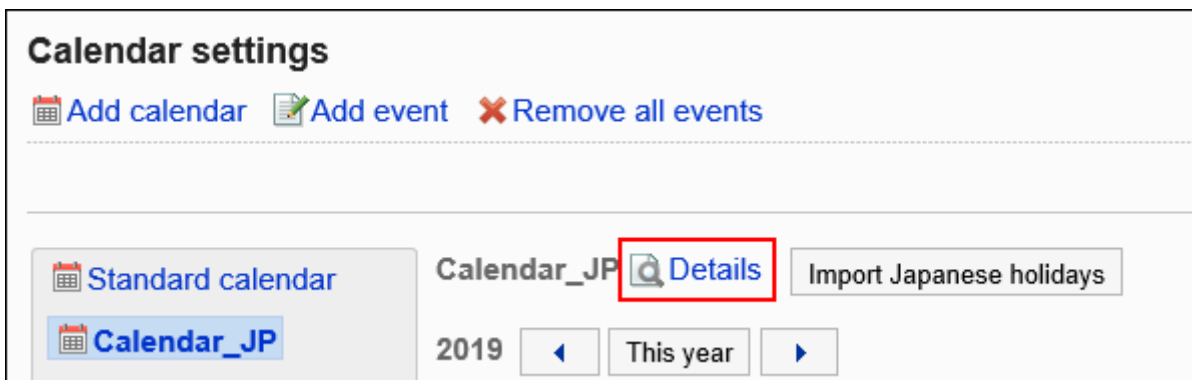 Calendar settings
Add calendar Add event Remove all events
Standard calendar
Calendar_JP
Calendar_JP Details Import Japanese holidays
2019 This year